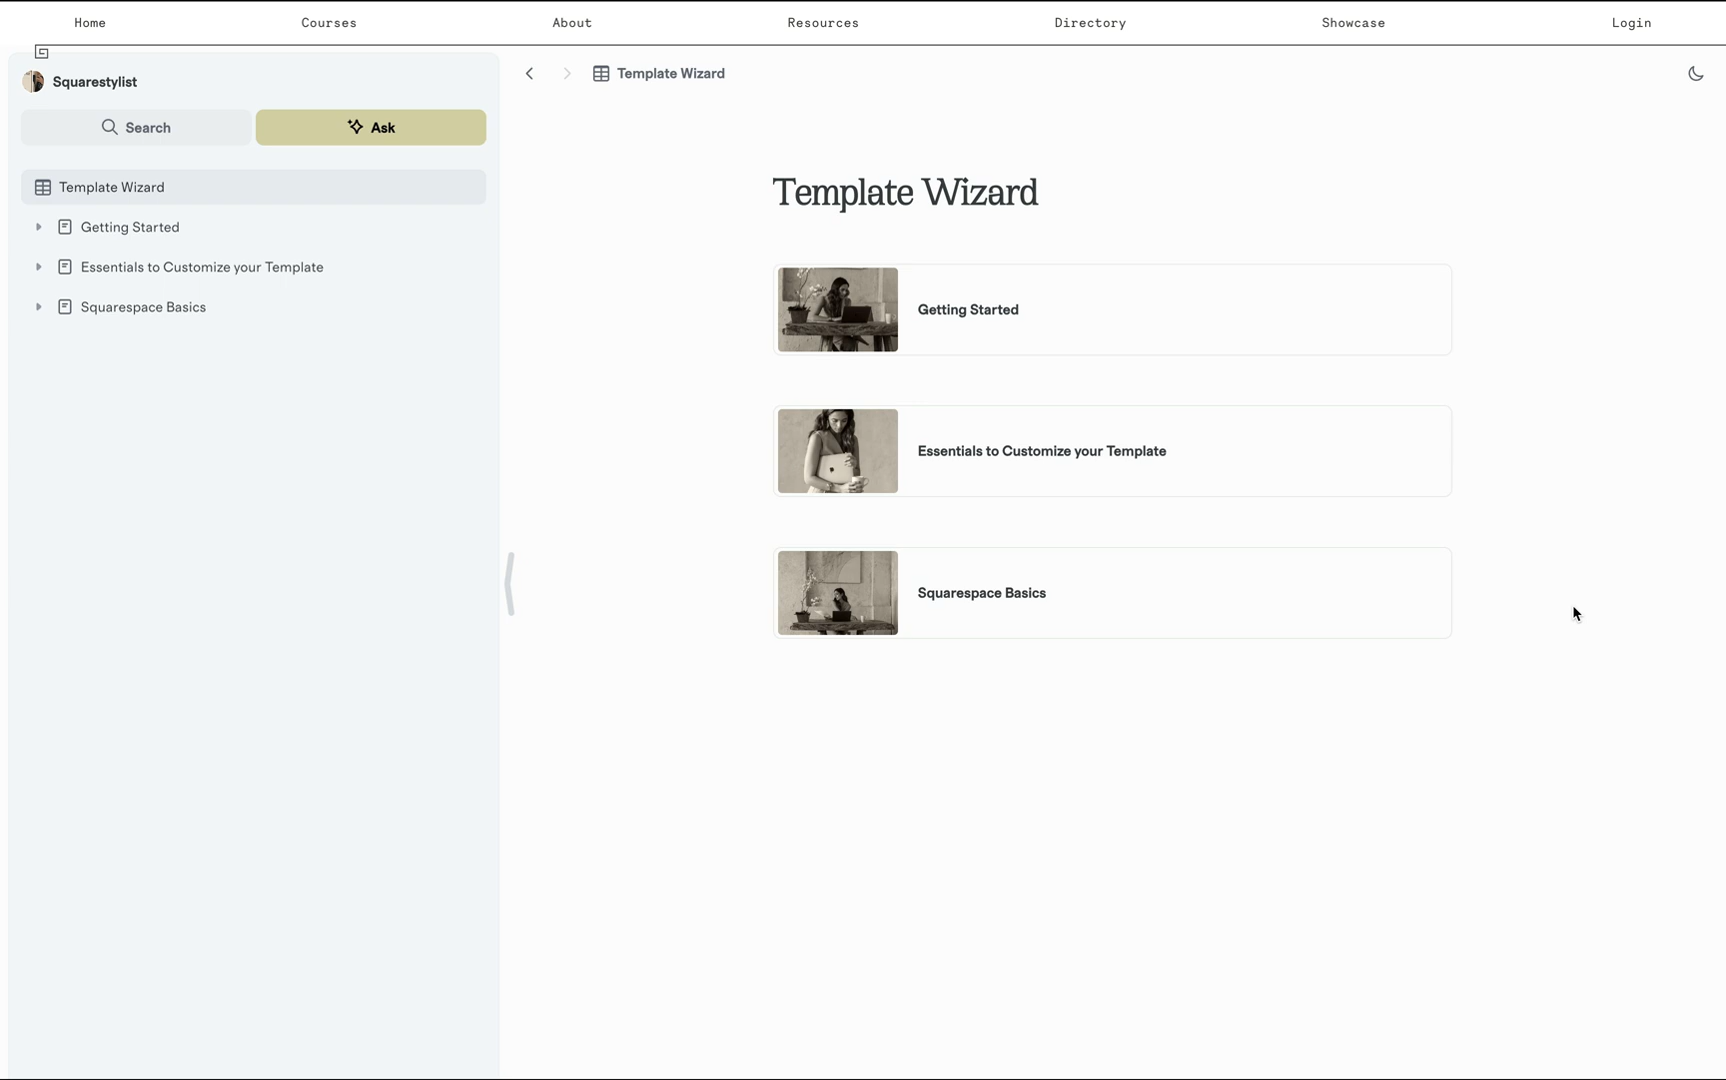 Home Courses About Resources Directory Showcase Login
Squarestylist
Search Ask
Template Wizard
Getting Started
Essentials to Customize your Template
Squarespace Basics
Template Wizard
Template Wizard
Getting Started
Essentials to Customize your Template
Squarespace Basics